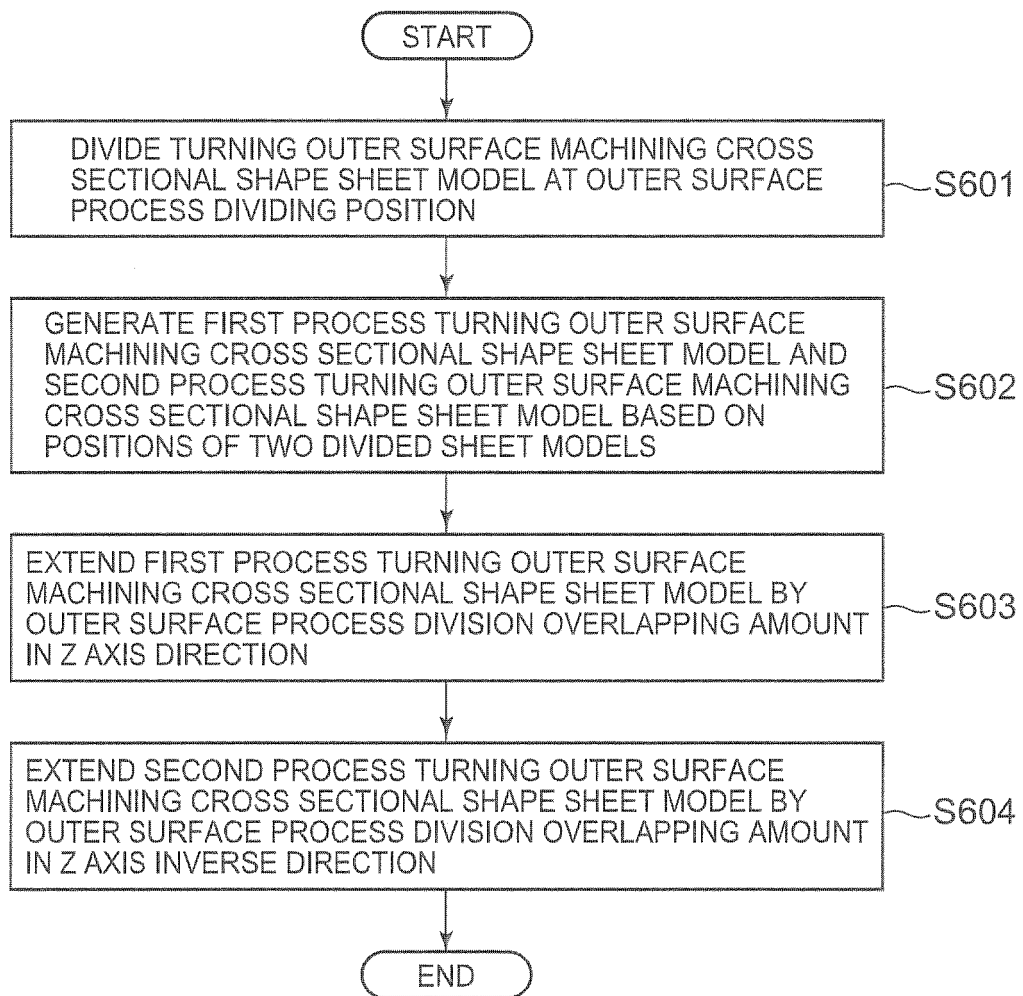 START
DIVIDE TURNING OUTER SURFACE MACHINING CROSS
SECTIONAL SHAPE SHEET MODEL AT OUTER SURFACE
PROCESS DIVIDING POSITION
S601
GENERATE FIRST PROCESS TURNING OUTER SURFACE
MACHINING CROSS SECTIONAL SHAPE SHEET MODEL AND
SECOND PROCESS TURNING OUTER SURFACE MACHINING
CROSS SECTIONAL SHAPE SHEET MODEL BASED ON
POSITIONS OF TWO DIVIDED SHEET MODELS
S602
EXTEND FIRST PROCESS TURNING OUTER SURFACE
MACHINING CROSS SECTIONAL SHAPE SHEET MODEL BY
OUTER SURFACE PROCESS DIVISION OVERLAPPING AMOUNT
IN Z AXIS DIRECTION
S603
EXTEND SECOND PROCESS TURNING OUTER SURFACE
MACHINING CROSS SECTIONAL SHAPE SHEET MODEL BY
OUTER SURFACE PROCESS DIVISION OVERLAPPING AMOUNT
IN Z AXIS INVERSE DIRECTION
S604
END